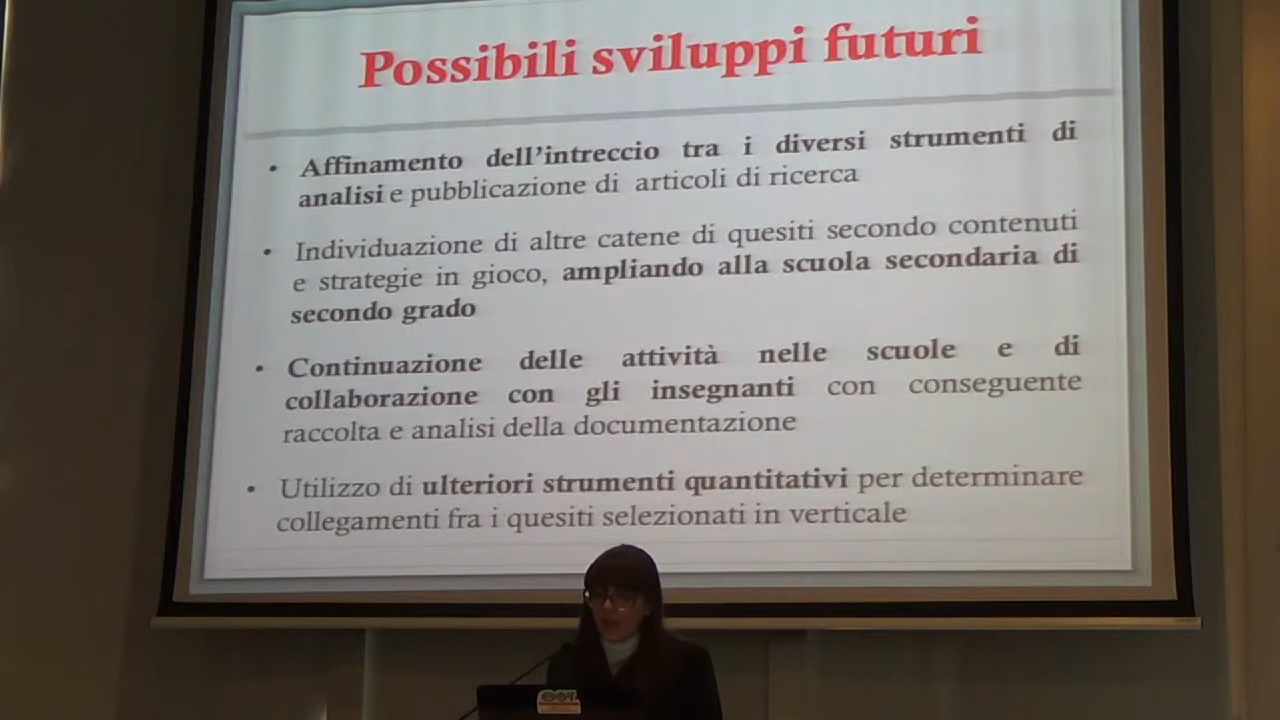 Possibili sviluppi futuri
• Affinamento dell'intreccio tra i diversi strumenti di
analisi e pubblicazione di articoli di ricerca
• Individuazione di altre catene di quesiti secondo contenuti
e strategie in gioco, ampliando alla scuola secondaria di
secondo grado
• Continuazione delle attività nelle scuole e di
collaborazione con gli insegnanti con conseguente
raccolta e analisi della documentazione
• Utilizzo di ulteriori strumenti quantitativi per determinare
collegamenti fra i quesiti selezionati in verticale